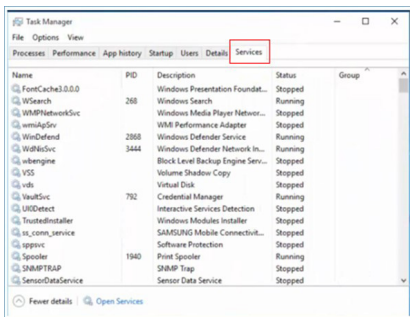 Task Manager
File Options View
Processes Performance App history Startup Users Details Services
Name PID Description Status Group
FontCache3.0.0.0 Windows Presentation Foundat... Stopped
WSearch 268 Windows Search Running
WMPNetworkSvc Windows Media Player Networ... Running
wmiApSrv WMI Performance Adapter Stopped
WinDefend 2868 Windows Defender Service Running
WdNisSvc 3444 Windows Defender Network In... Running
wbengine Block Level Backup Engine Serv... Stopped
VSS Volume Shadow Copy Stopped
vds Virtual Disk Stopped
VaultSvc 792 Credential Manager Running
UI0Detect Interactive Services Detection Stopped
TrustedInstaller Windows Modules Installer Stopped
ss_conn_service SAMSUNG Mobile Connectivit... Stopped
sppsvc Software Protection Stopped
Spooler 1940 Print Spooler Running
SNMPTRAP SNMP Trap Stopped
SensorDataService Sensor Data Service Stopped
Fewer details Open Services